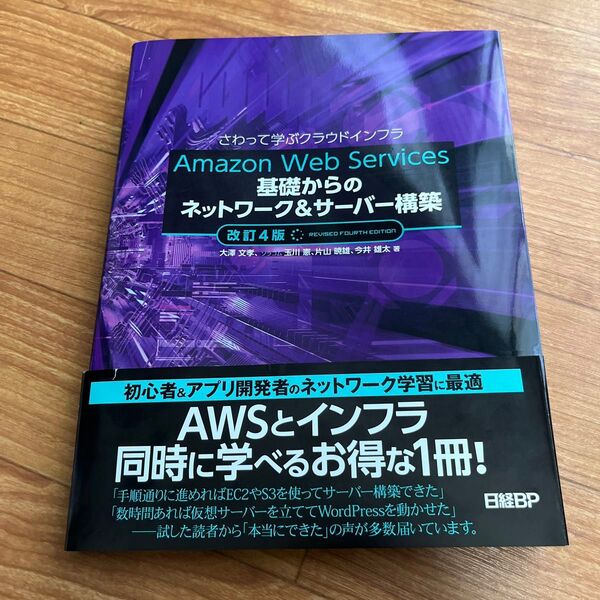 さわって学ぶクラウドインフラ
Amazon Web Services
基礎からの
ネットワーク&サーバー構築
改訂4版 REVISED FOURTH EDITION
大澤 文孝、 玉川 憲、片山 暁雄、今井 雄太 著
初心者&アプリ開発者のネットワーク学習に最適
AWSとインフラ
同時に学べるお得な1冊!
「手順通りに進めればEC2やS3を使ってサーバー構築できた」
「数時間あれば仮想サーバーを立ててWordPressを動かせた」
──試した読者から「本当にできた」の声が多数届いています。
日経BP